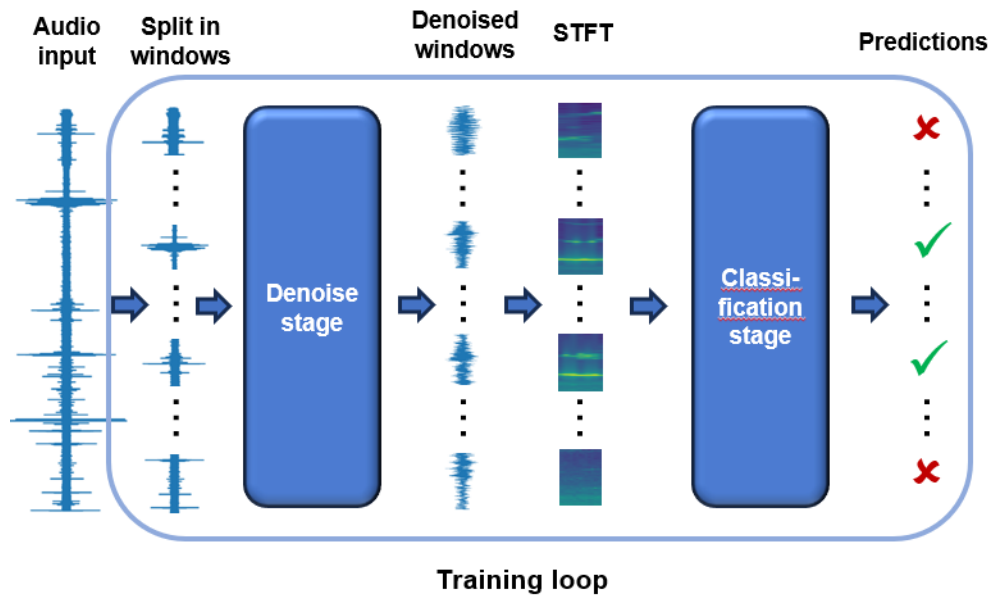 Audio
input
Split in
windows
Denoised
windows
STFT
Predictions
Denoise
stage
Classi-
fication
stage
Training loop